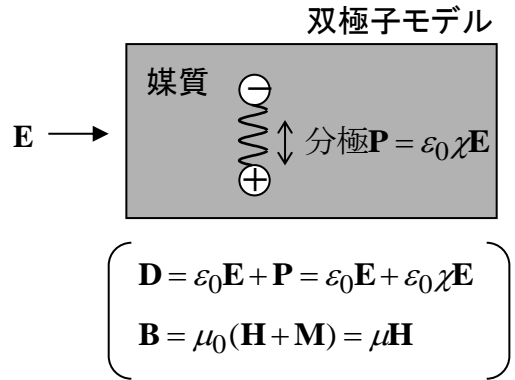 双極子モデル
媒質
−
E
分極P = ε₀χE
+
D = ε₀E + P = ε₀E + ε₀χE
B = μ₀(H + M) = μH